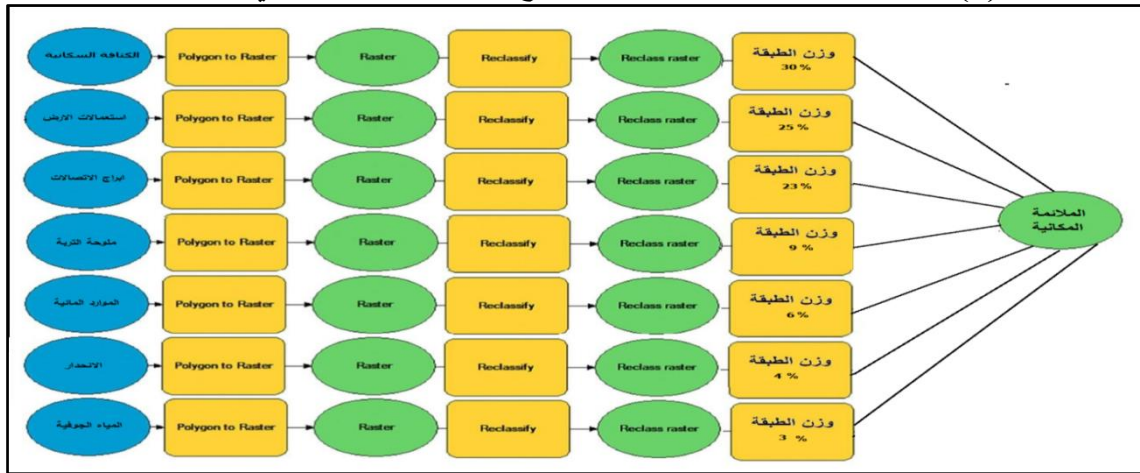 الكثافة السكانية Polygon to Raster Raster Reclassify Reclass raster وزن الطبقة
30 %
استعمالات الارض Polygon to Raster Raster Reclassify Reclass raster وزن الطبقة
25 %
ابراج الاتصالات Polygon to Raster Raster Reclassify Reclass raster وزن الطبقة
23 %
الملائمة
المكانية
ملوحة التربة Polygon to Raster Raster Reclassify Reclass raster وزن الطبقة
9 %
الموارد المائية Polygon to Raster Raster Reclassify Reclass raster وزن الطبقة
6 %
الانحدار Polygon to Raster Raster Reclassify Reclass raster وزن الطبقة
4 %
المياه الجوفية Polygon to Raster Raster Reclassify Reclass raster وزن الطبقة
3 %